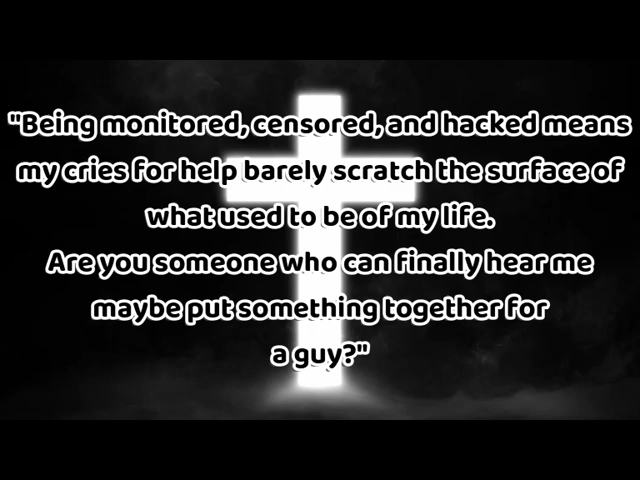 "Being monitored, censored, and hacked means
my cries for help barely scratch the surface of
what used to be of my life.
Are you someone who can finally hear me
maybe put something together for
a guy?"